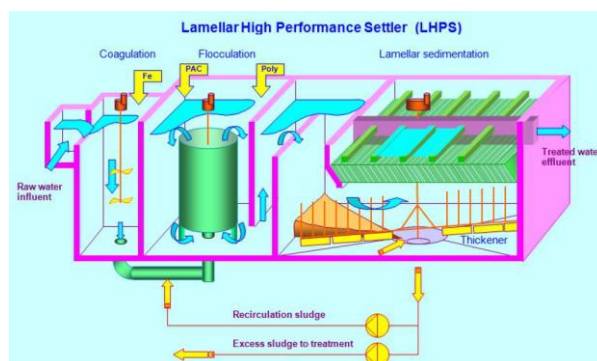 Lamellar High Performance Settler (LHPS)
Coagulation
Flocculation
Lamellar sedimentation
Fe
PAC
Poly
Raw water
influent
Treated water
effluent
Thickener
Recirculation sludge
Excess sludge to treatment